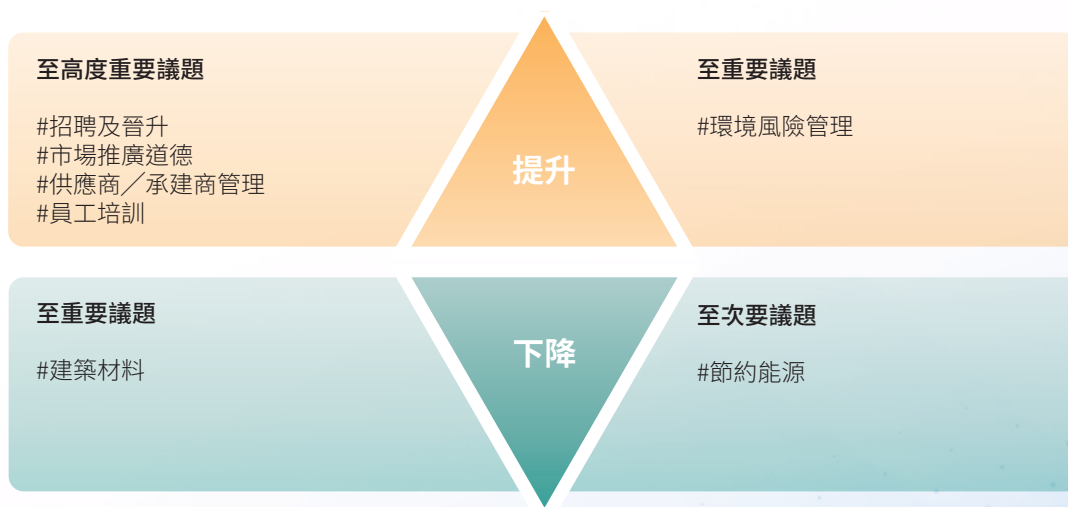 至高度重要議題
#招聘及晉升
#市場推廣道德
#供應商／承建商管理
#員工培訓
提升
至重要議題
#環境風險管理
至重要議題
#建築材料
下降
至次要議題
#節約能源